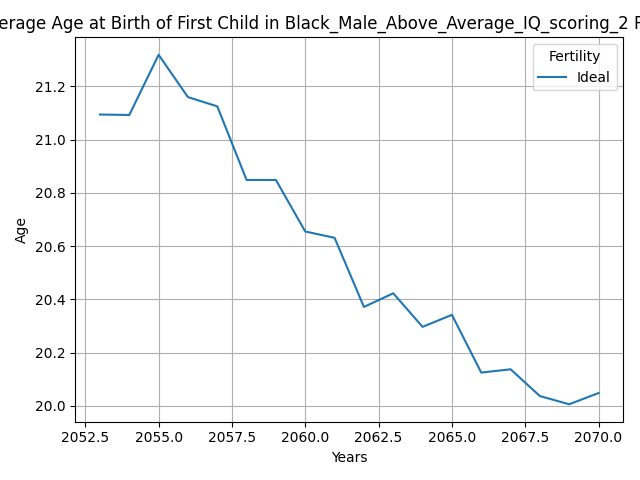 erage Age at Birth of First Child in Black_Male_Above_Average_IQ_scoring_2
Fertility
Ideal
21.2
21.0
20.8
20.6
20.4
20.2
20.0
Age
2052.5 2055.0 2057.5 2060.0 2062.5 2065.0 2067.5 2070.0
Years